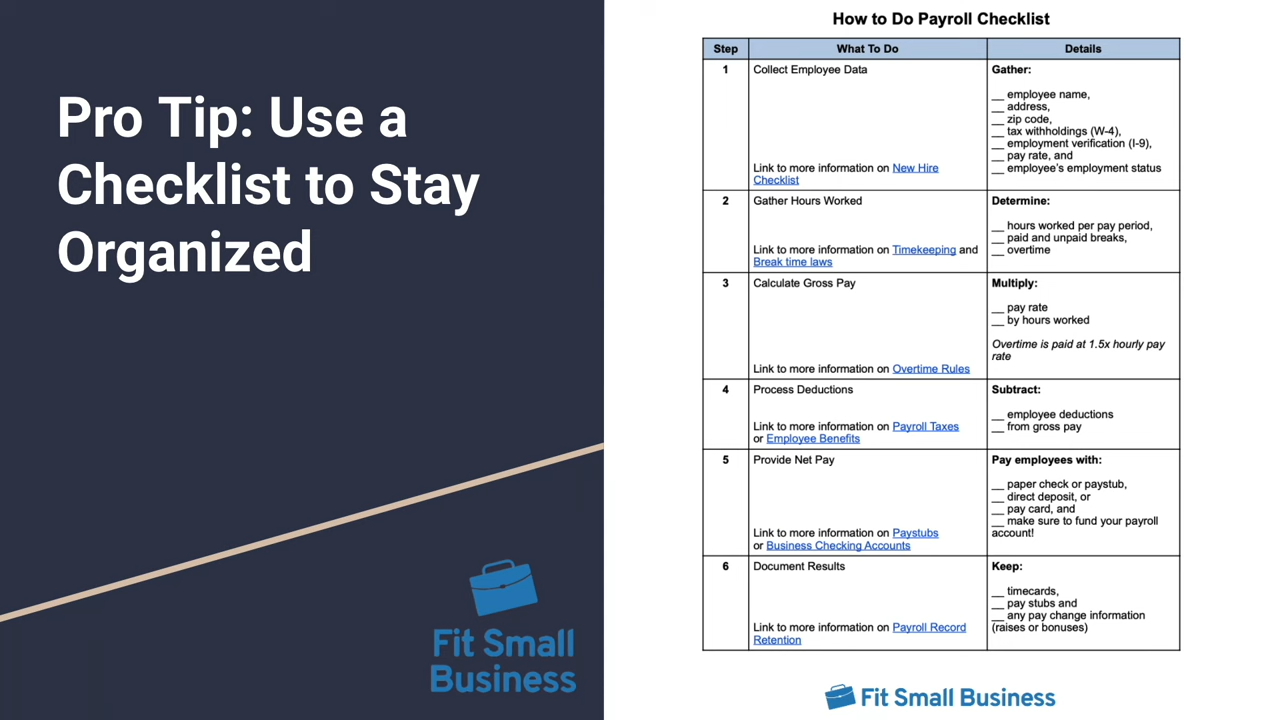 Pro Tip: Use a
Checklist to Stay
Organized
Fit Small
Business
How to Do Payroll Checklist
Step What To Do Details
1 Collect Employee Data Gather:
__ employee name,
__ address,
__ zip code,
__ tax withholdings (W-4),
__ employment verification (I-9),
__ pay rate, and
Link to more information on New Hire __ employee's employment status
Checklist
2 Gather Hours Worked Determine:
__ hours worked per pay period,
__ paid and unpaid breaks,
Link to more information on Timekeeping and __ overtime
Break time laws
3 Calculate Gross Pay Multiply:
__ pay rate
__ by hours worked
Overtime is paid at 1.5x hourly pay
rate
Link to more information on Overtime Rules
4 Process Deductions Subtract:
__ employee deductions
Link to more information on Payroll Taxes __ from gross pay
or Employee Benefits
5 Provide Net Pay Pay employees with:
__ paper check or paystub,
__ direct deposit, or
__ pay card, and
__ make sure to fund your payroll
Link to more information on Paystubs account!
or Business Checking Accounts
6 Document Results Keep:
__ timecards,
__ pay stubs and
__ any pay change information
Link to more information on Payroll Record (raises or bonuses)
Retention
Fit Small Business